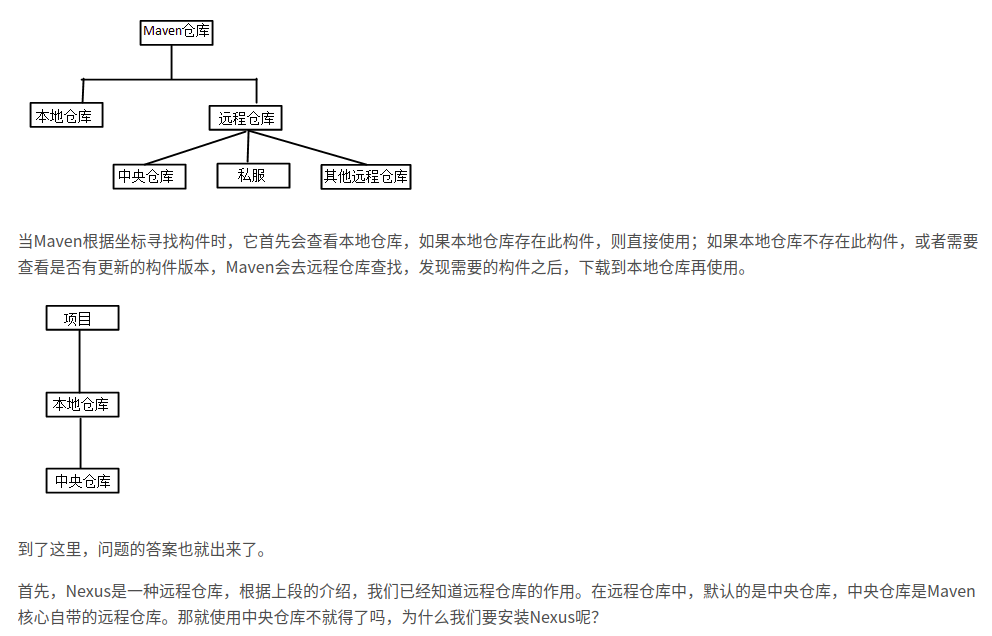 Maven仓库
本地仓库
远程仓库
中央仓库
私服
其他远程仓库
当Maven根据坐标寻找构件时，它首先会查看本地仓库，如果本地仓库存在此构件，则直接使用；如果本地仓库不存在此构件，或者需要
查看是否有更新的构件版本，Maven会去远程仓库查找，发现需要的构件之后，下载到本地仓库再使用。
项目
本地仓库
中央仓库
到了这里，问题的答案也就出来了。
首先，Nexus是一种远程仓库，根据上段的介绍，我们已经知道远程仓库的作用。在远程仓库中，默认的是中央仓库，中央仓库是Maven
核心自带的远程仓库。那就使用中央仓库不就得了吗，为什么我们要安装Nexus呢？